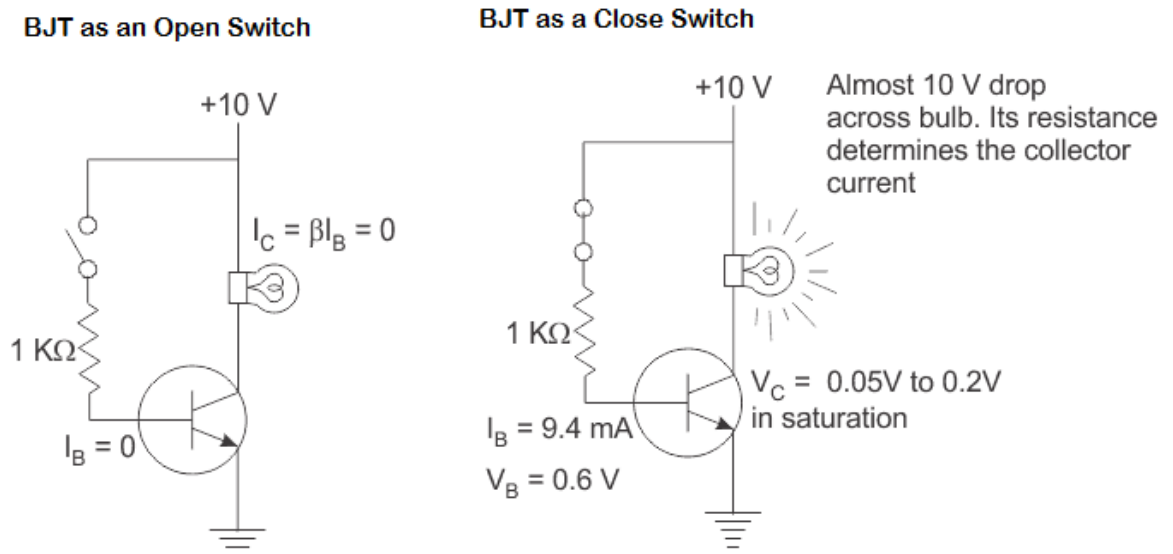 BJT as an Open Switch
+10 V
I_C = βI_B = 0
1 KΩ
I_B = 0
BJT as a Close Switch
+10 V
Almost 10 V drop
across bulb. Its resistance
determines the collector
current
1 KΩ
V_C = 0.05V to 0.2V
in saturation
I_B = 9.4 mA
V_B = 0.6 V